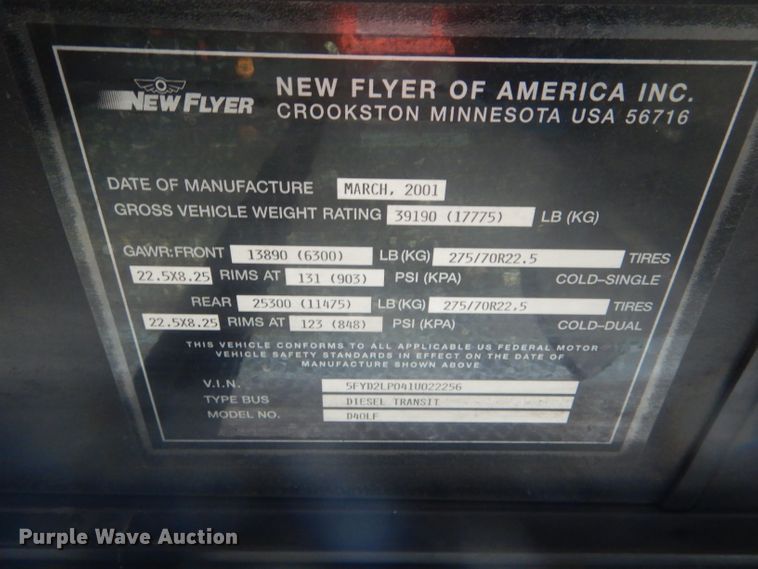 NEW FLYER
NEW FLYER OF AMERICA INC.
CROOKSTON MINNESOTA USA 56716
DATE OF MANUFACTURE MARCH, 2001
GROSS VEHICLE WEIGHT RATING 39190 (17775) LB (KG)
GAWR: FRONT 13890 (6300) LB (KG) 275/70R22.5 TIRES
22.5X8.25 RIMS AT 131 (903) PSI (KPA) COLD-SINGLE
REAR 25300 (11475) LB (KG) 275/70R22.5 TIRES
22.5X8.25 RIMS AT 123 (848) PSI (KPA) COLD-DUAL
THIS VEHICLE CONFORMS TO ALL APPLICABLE US FEDERAL MOTOR
VEHICLE SAFETY STANDARDS IN EFFECT ON THE DATE OF
MANUFACTURE SHOWN ABOVE
V.I.N. 5FYD2LP041U022256
TYPE BUS DIESEL TRANSIT
MODEL NO. D40LF
Purple Wave Auction